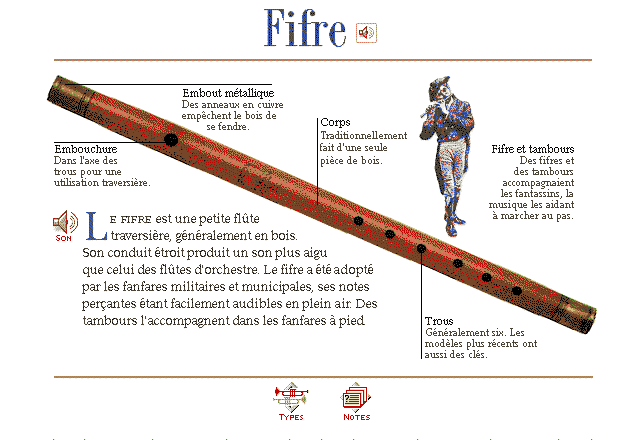 Fifre
Embout métallique
Des anneaux en cuivre
empêchent le bois de
se fendre.
Corps
Traditionnellement
fait d'une seule
pièce de bois.
Embouchure
Dans l'axe des
trous pour une
utilisation traversière.
Fifre et tambours
Des fifres et
des tambours
accompagnaient
les fantassins, la
musique les aidant
à marcher au pas.
SON
LE FIFRE est une petite flûte
traversière, généralement en bois.
Son conduit étroit produit un son plus aigu
que celui des flûtes d'orchestre. Le fifre a été adopté
par les fanfares militaires et municipales, ses notes
perçantes étant facilement audibles en plein air. Des
tambours l'accompagnent dans les fanfares à pied.
Trous
Généralement six. Les
modèles plus récents ont
aussi des clés.
TYPES
NOTES